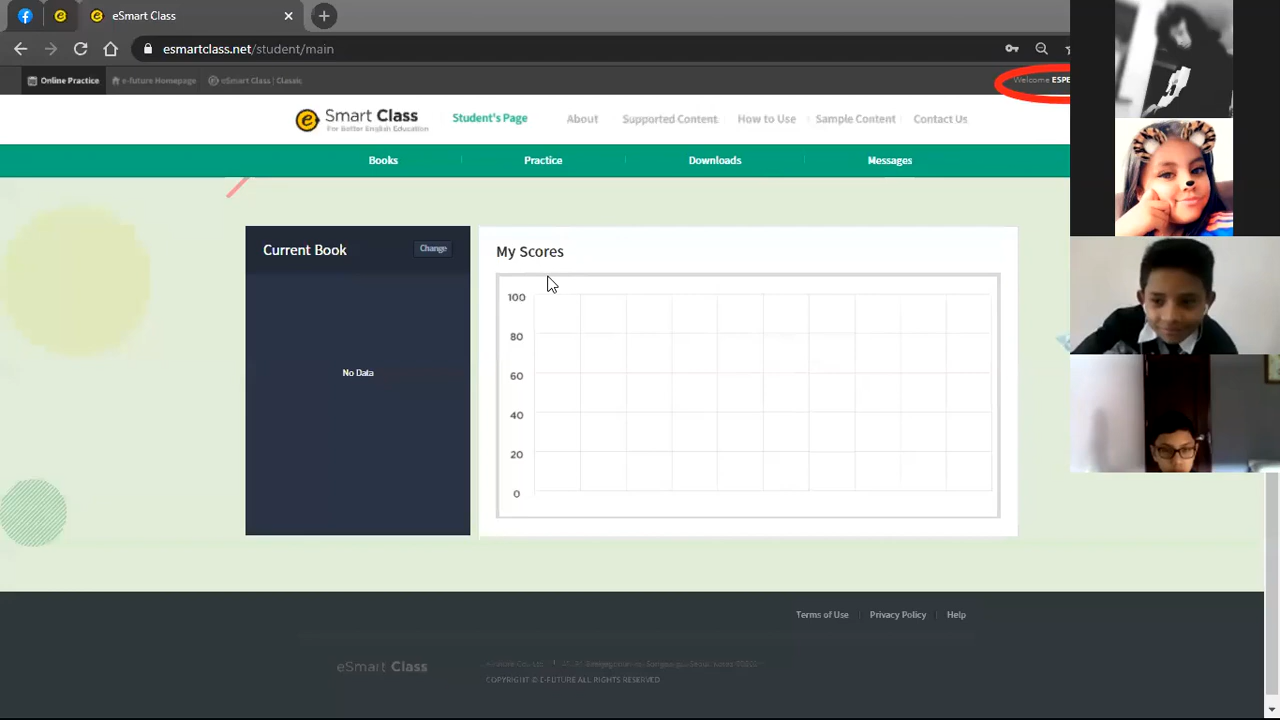 eSmart Class
esmartclass.net/student/main
Online Practice
e-future Homepage
eSmart Class | Classic
Welcome ESPE
Smart Class
For Better English Education
Student's Page
About
Supported Content
How to Use
Sample Content
Contact Us
Books
Practice
Downloads
Messages
Current Book
Change
No Data
My Scores
100
80
60
40
20
0
Terms of Use
Privacy Policy
Help
eSmart Class
COPYRIGHT © E-FUTURE ALL RIGHTS RESERVED